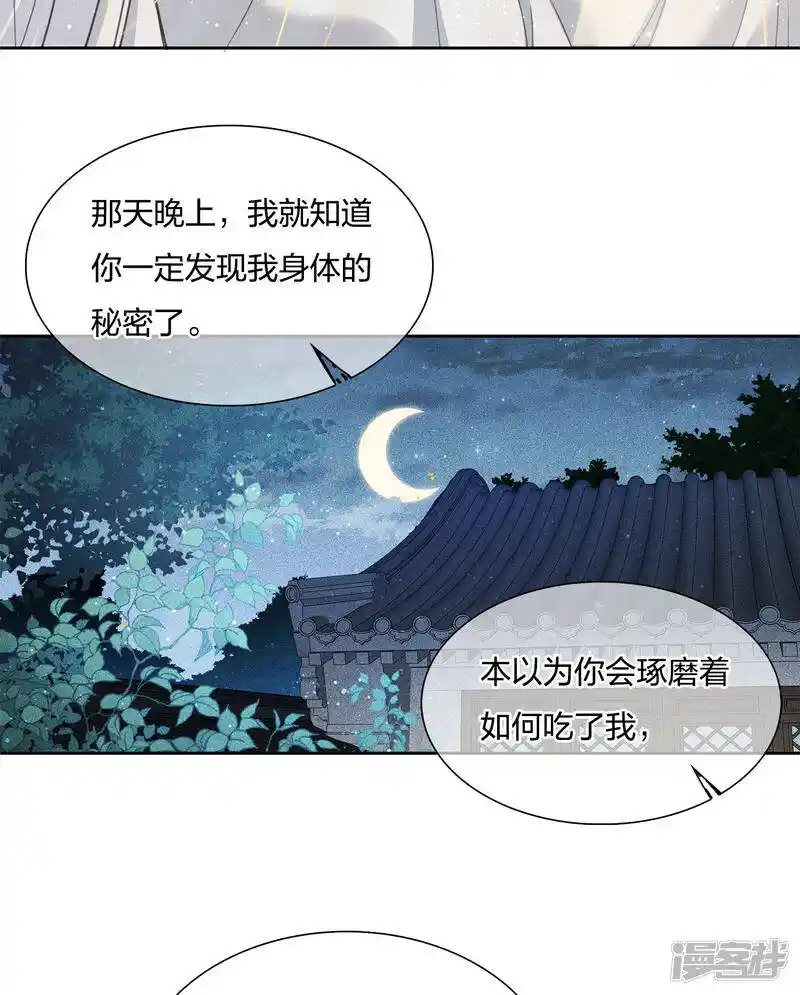 那天晚上，我就知道
你一定发现我身体的
秘密了。
本以为你会琢磨着
如何吃了我，
漫客栈